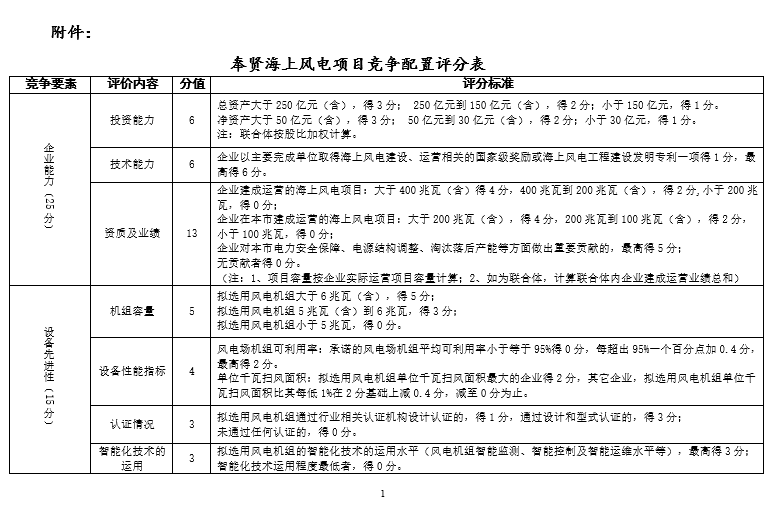 附件：
奉贤海上风电项目竞争配置评分表
竞争要素 评价内容 分值 评分标准
企业能力（25分）
投资能力 6
总资产大于250亿元（含），得3分； 250亿元到150亿元（含），得2分；小于150亿元，得1分。
净资产大于50亿元（含），得3分； 50亿元到30亿元（含），得2分；小于30亿元，得1分。
注：联合体按股比加权计算。
技术能力 6
企业以主要完成单位取得海上风电建设、运营相关的国家级奖励或海上风电工程建设发明专利一项得1分，最
高得6分。
资质及业绩 13
企业建成运营的海上风电项目：大于400兆瓦（含）得4分，400兆瓦到200兆瓦（含），得2分,小于200兆
瓦，得0分；
企业在本市建成运营的海上风电项目：大于200兆瓦（含），得4分，200兆瓦到100兆瓦（含），得2分，
小于100兆瓦，得0分；
企业对本市电力安全保障、电源结构调整、淘汰落后产能等方面做出重要贡献的，最高得5分；
无贡献者得0分。
（注：1、项目容量按企业实际运营项目容量计算；2、如为联合体，计算联合体内企业建成运营业绩总和）
设备先进性（15分）
机组容量 5
拟选用风电机组大于6兆瓦（含），得5分；
拟选用风电机组5兆瓦（含）到6兆瓦，得3分；
拟选用风电机组小于5兆瓦，得0分。
设备性能指标 4
风电场机组可利用率：承诺的风电场机组平均可利用率小于等于95%得0分，每超出95%一个百分点加0.4分，
最高得2分。
单位千瓦扫风面积：拟选用风电机组单位千瓦扫风面积最大的企业得2分，其它企业，拟选用风电机组单位千
瓦扫风面积比其每低1%在2分基础上减0.4分，减至0分为止。
认证情况 3
拟选用风电机组通过行业相关认证机构设计认证的，得1分，通过设计和型式认证的，得3分；
未通过任何认证的，得0分。
智能化技术的
运用
3
拟选用风电机组的智能化技术的运用水平（风电机组智能监测、智能控制及智能运维水平等），最高得3分；
智能化技术运用程度最低者，得0分。
1